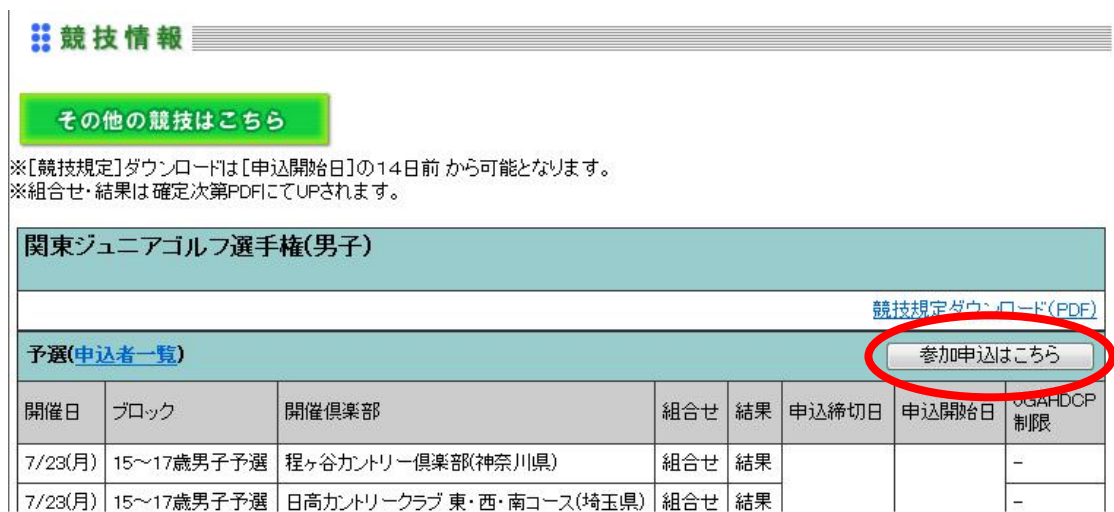 競技情報
その他の競技はこちら
※[競技規定]ダウンロードは[申込開始日]の14日前から可能となります。
※組合せ・結果は確定次第PDFにてUPされます。
関東ジュニアゴルフ選手権(男子)
競技規定ダウンロード(PDF)
予選(申込者一覧) 参加申込はこちら
開催日 ブロック 開催倶楽部 組合せ 結果 申込締切日 申込開始日 JGAHDCP
制限
7/23(月) 15～17歳男子予選 程ヶ谷カントリー倶楽部(神奈川県) 組合せ 結果 -
7/23(月) 15～17歳男子予選 日高カントリークラブ 東・西・南コース(埼玉県) 組合せ 結果 -